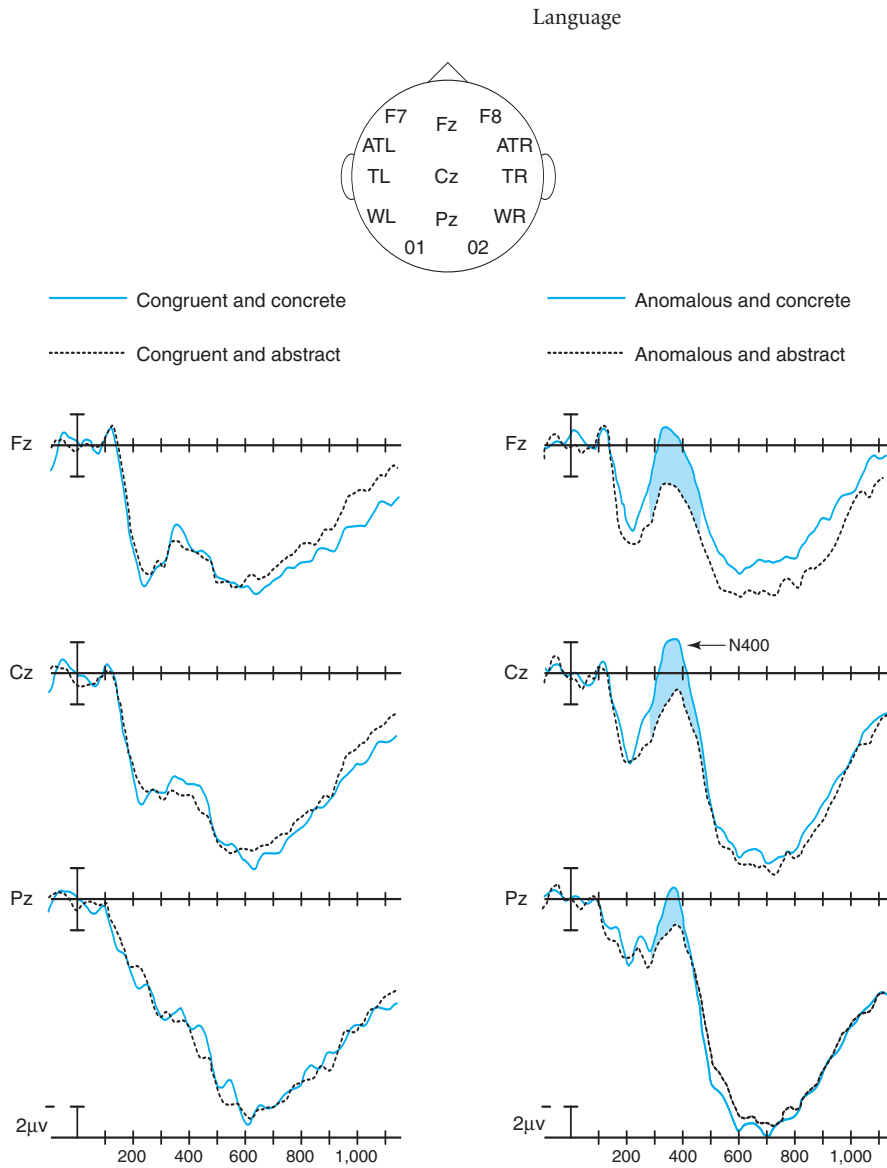 Language
F7 Fz F8
ATL ATR
TL Cz TR
WL Pz WR
01 02
Congruent and concrete
Anomalous and concrete
Congruent and abstract
Anomalous and abstract
Fz
Fz
Cz
Cz
N400
Pz
Pz
2μv
2μv
200 400 600 800 1,000
200 400 600 800 1,000